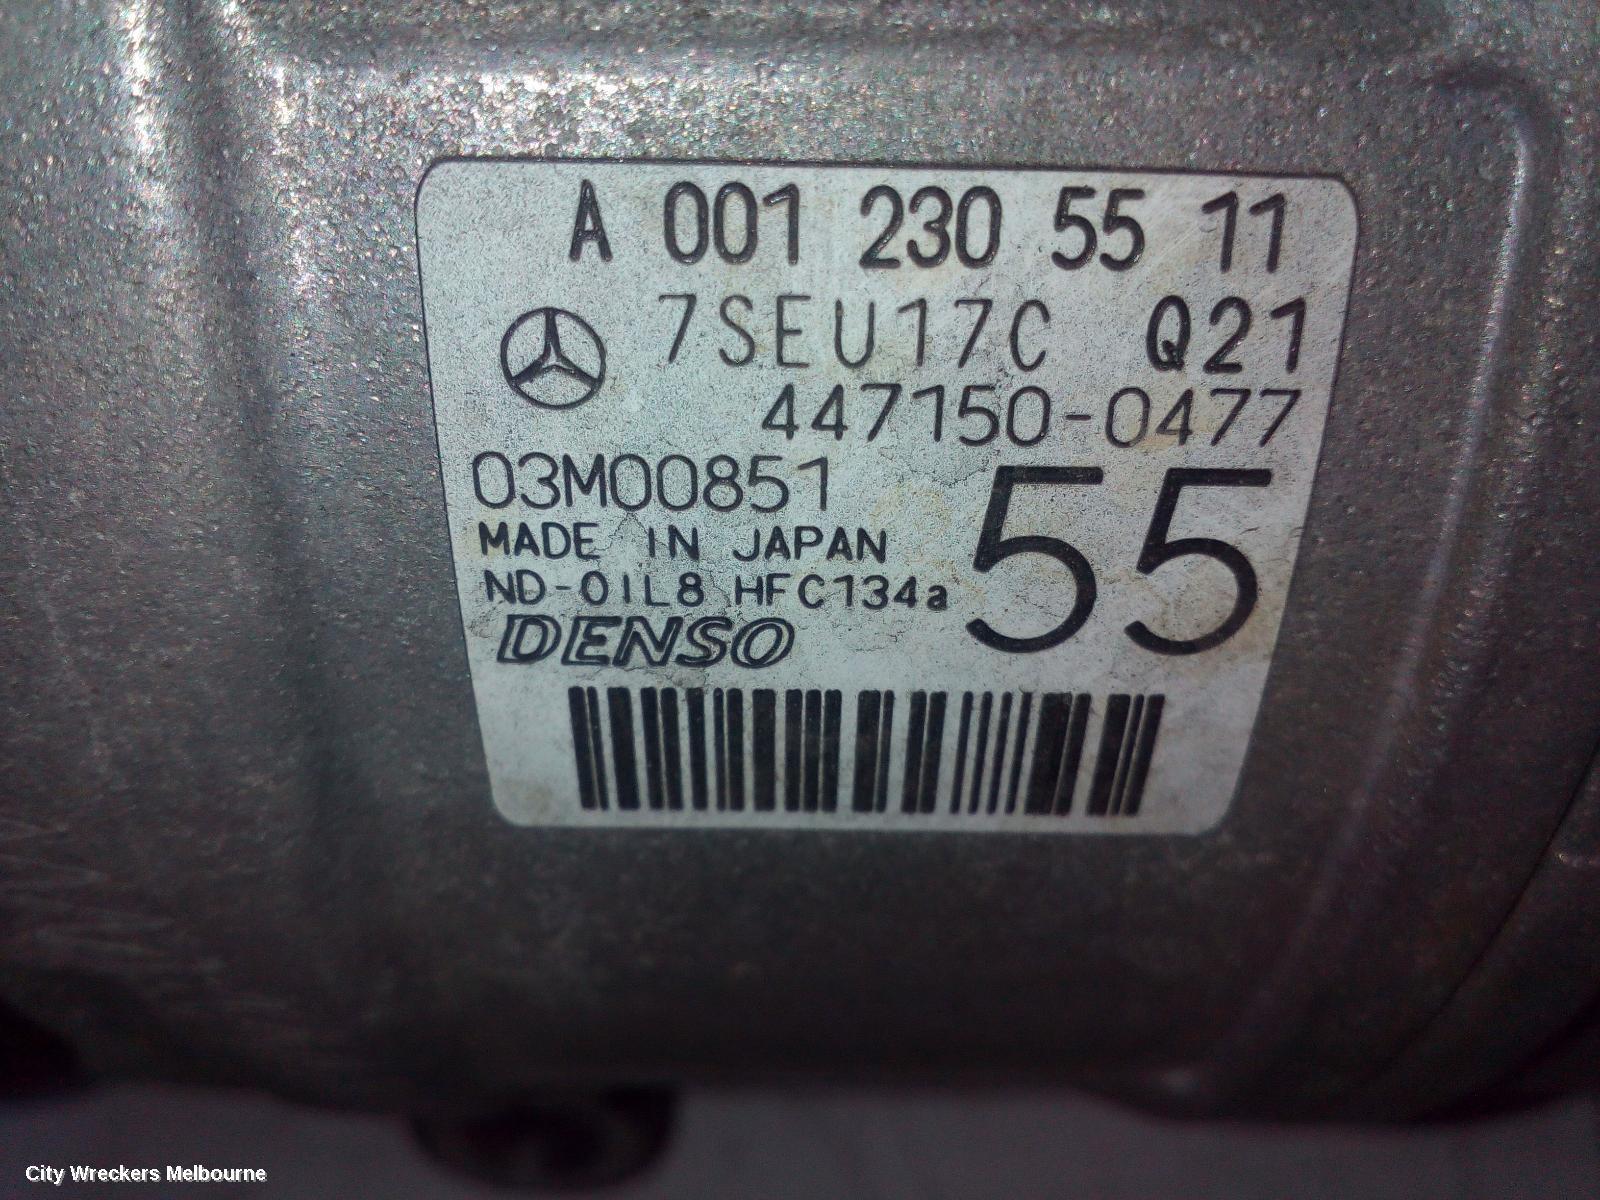 A 001 230 55 11
7SEU17C Q21
447150-0477
03M00851
55
MADE IN JAPAN
ND-OIL8 HFC134a
DENSO
City Wreckers Melbourne